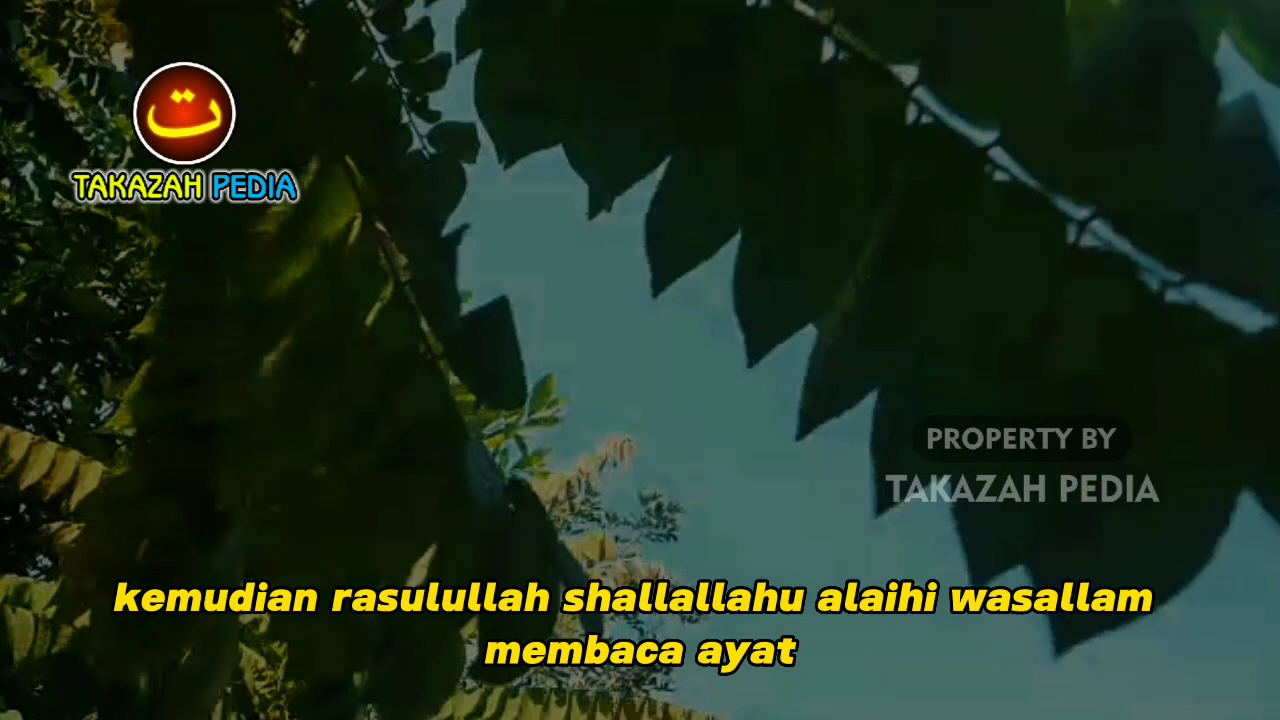 ت
TAKAZAH PEDIA
PROPERTY BY
TAKAZAH PEDIA
kemudian rasulullah shallallahu alaihi wasallam
membaca ayat